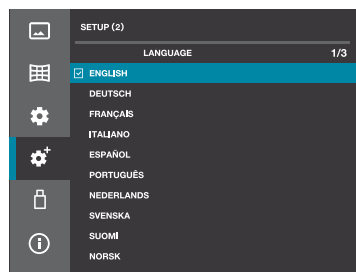 SETUP (2)
LANGUAGE 1/3
ENGLISH
DEUTSCH
FRANÇAIS
ITALIANO
ESPAÑOL
PORTUGUÊS
NEDERLANDS
SVENSKA
SUOMI
NORSK